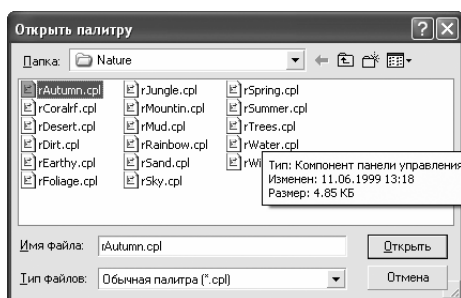 Открыть палитру
Папка: Nature
rAutumn.cpl rJungle.cpl rSpring.cpl
rCoralrf.cpl rMountin.cpl rSummer.cpl
rDesert.cpl rMud.cpl rTrees.cpl
rDirt.cpl rRainbow.cpl rWater.cpl
rEarthy.cpl rSand.cpl rWi
rFoliage.cpl rSky.cpl
Тип: Компонент панели управления
Изменен: 11.06.1999 13:18
Размер: 4.85 КБ
Имя файла: rAutumn.cpl Открыть
Тип файлов: Обычная палитра (*.cpl) Отмена